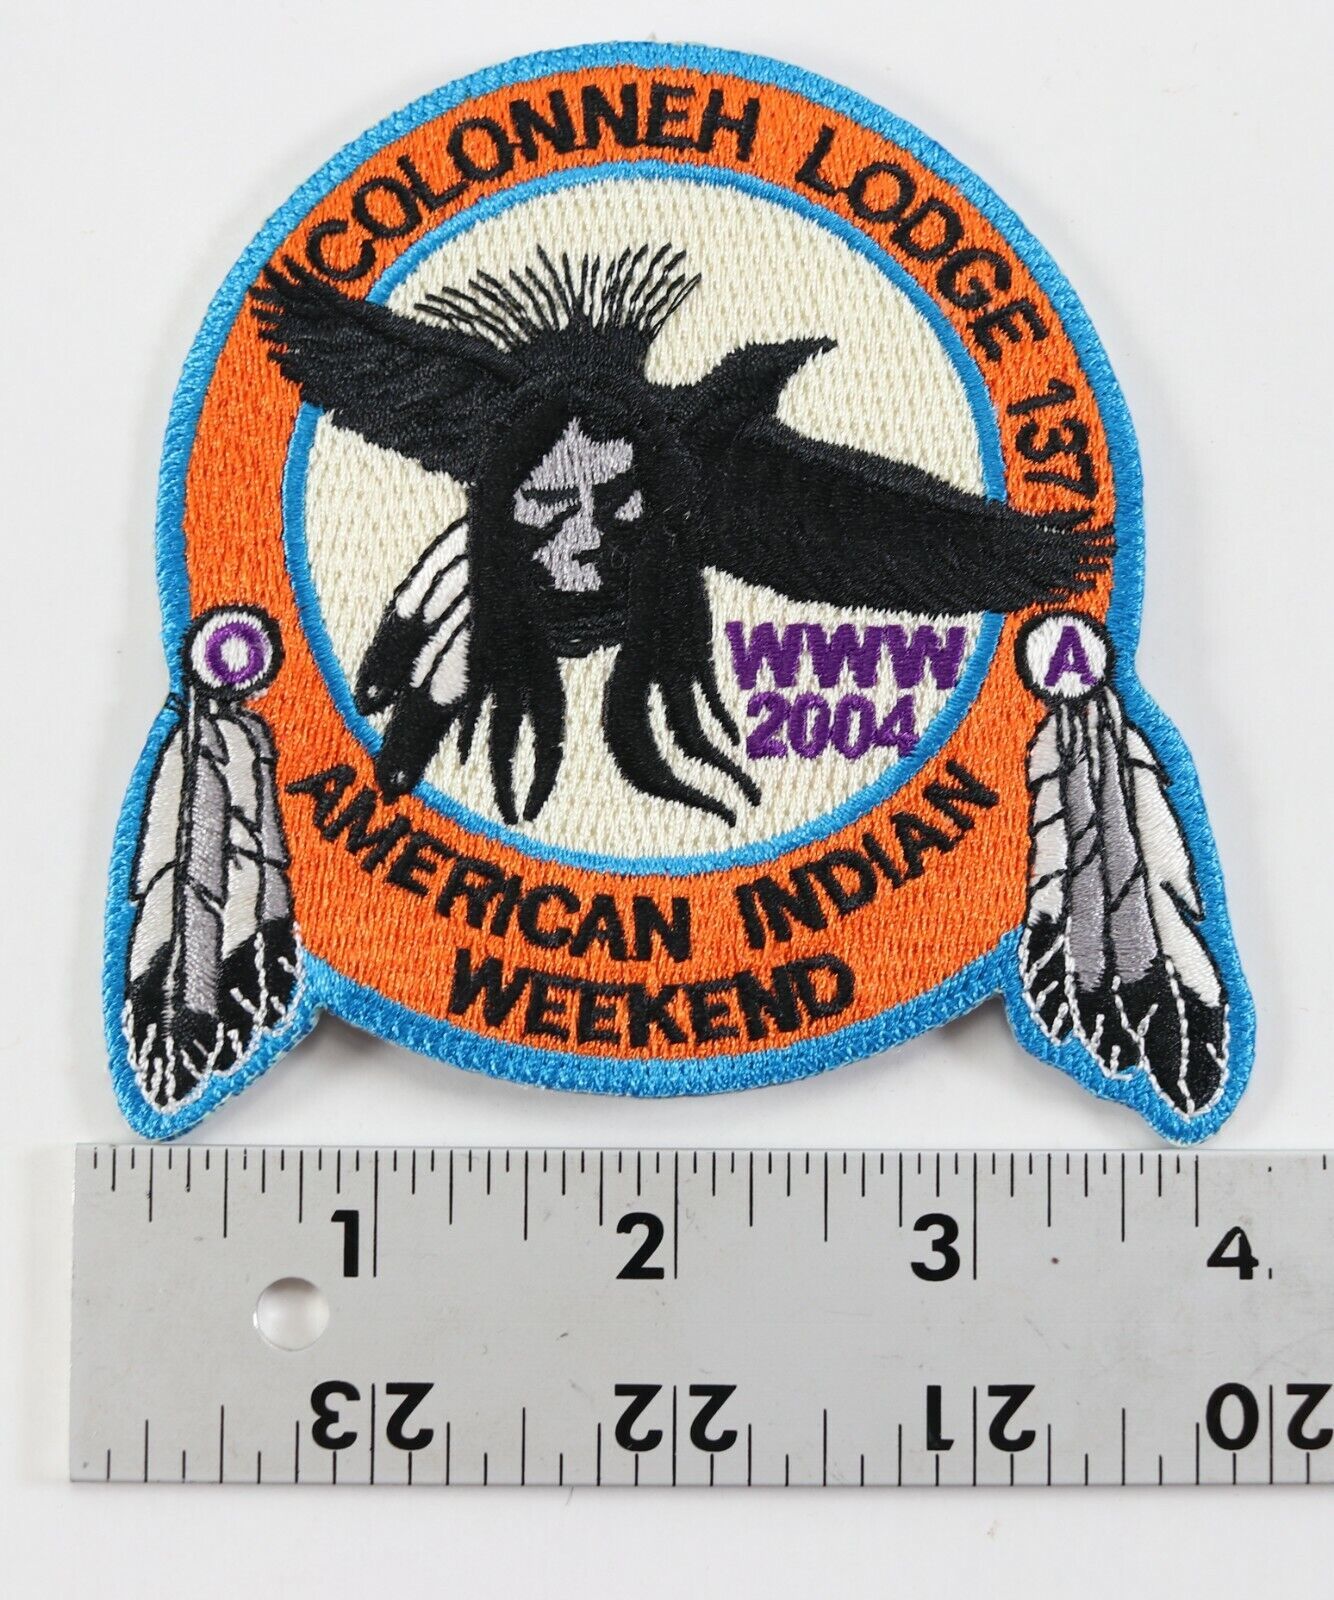 COLONNEH LODGE 137
WWW
2004
O
A
AMERICAN INDIAN
WEEKEND
1 2 3 4
23 22 21 20